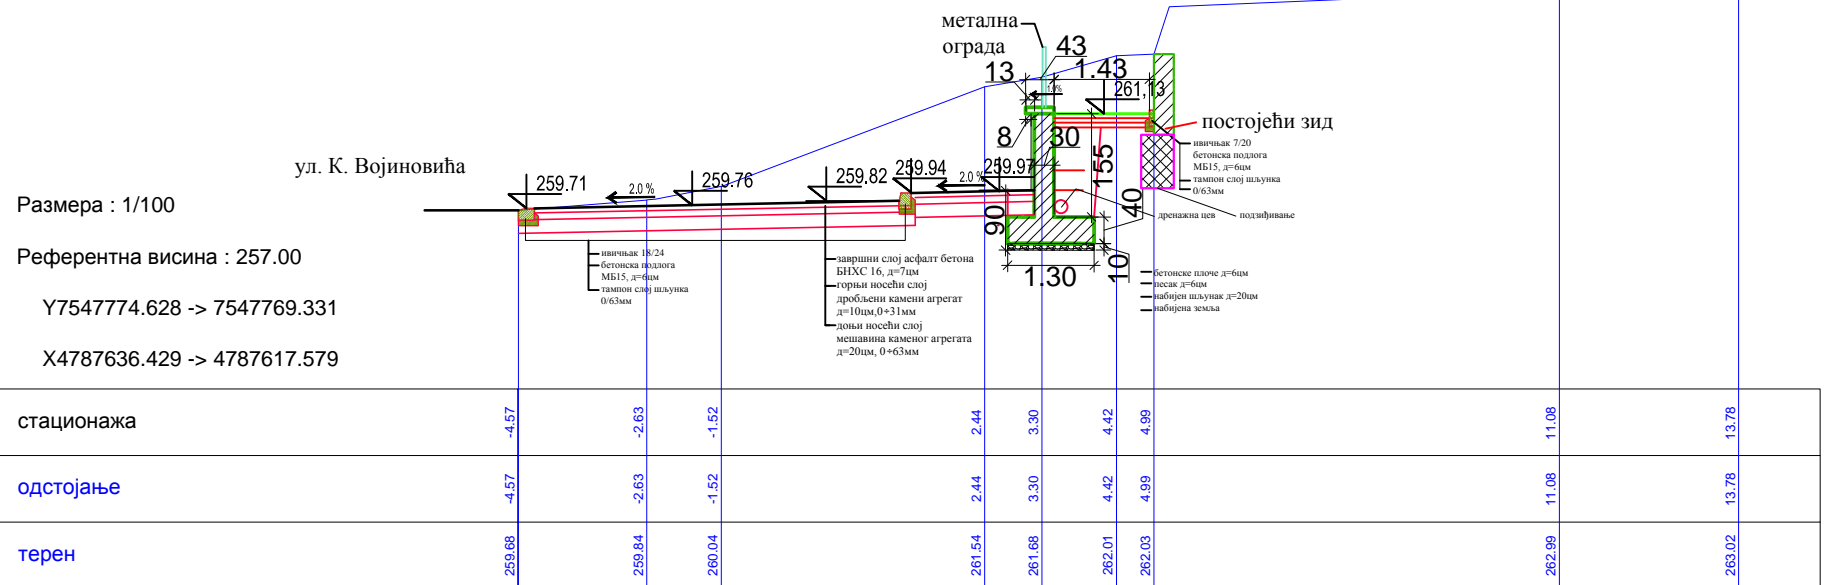 метална
ограда
43
13
1.43
1.0%
261,13
8
30
постојећи зид
155
ивичњак 7/20
бетонска подлога
МБ15, д=6цм
тампон слој шљунка
0/63мм
ул. К. Војиновића
259.71
2.0 %
259.76
259.82
259.94
2.0 %
259.97
90
40
дренажна цев
подзиђивање
10
1.30
Размера : 1/100
Референтна висина : 257.00
Y7547774.628 -> 7547769.331
X4787636.429 -> 4787617.579
ивичњак 18/24
бетонска подлога
МБ15, д=6цм
тампон слој шљунка
0/63мм
завршни слој асфалт бетона
БНХС 16, д=7цм
горњи носећи слој
дробљени камени агрегат
д=10цм,0÷31мм
доњи носећи слој
мешавина каменог агрегата
д=20цм, 0÷63мм
бетонске плоче д=6цм
песак д=6цм
набијен шљунак д=20цм
набијена земља
стационажа -4.57 -2.63 -1.52 2.44 3.30 4.42 4.99 11.08 13.78
одстојање -4.57 -2.63 -1.52 2.44 3.30 4.42 4.99 11.08 13.78
терен 259.68 259.84 260.04 261.54 261.68 262.01 262.03 262.99 263.02